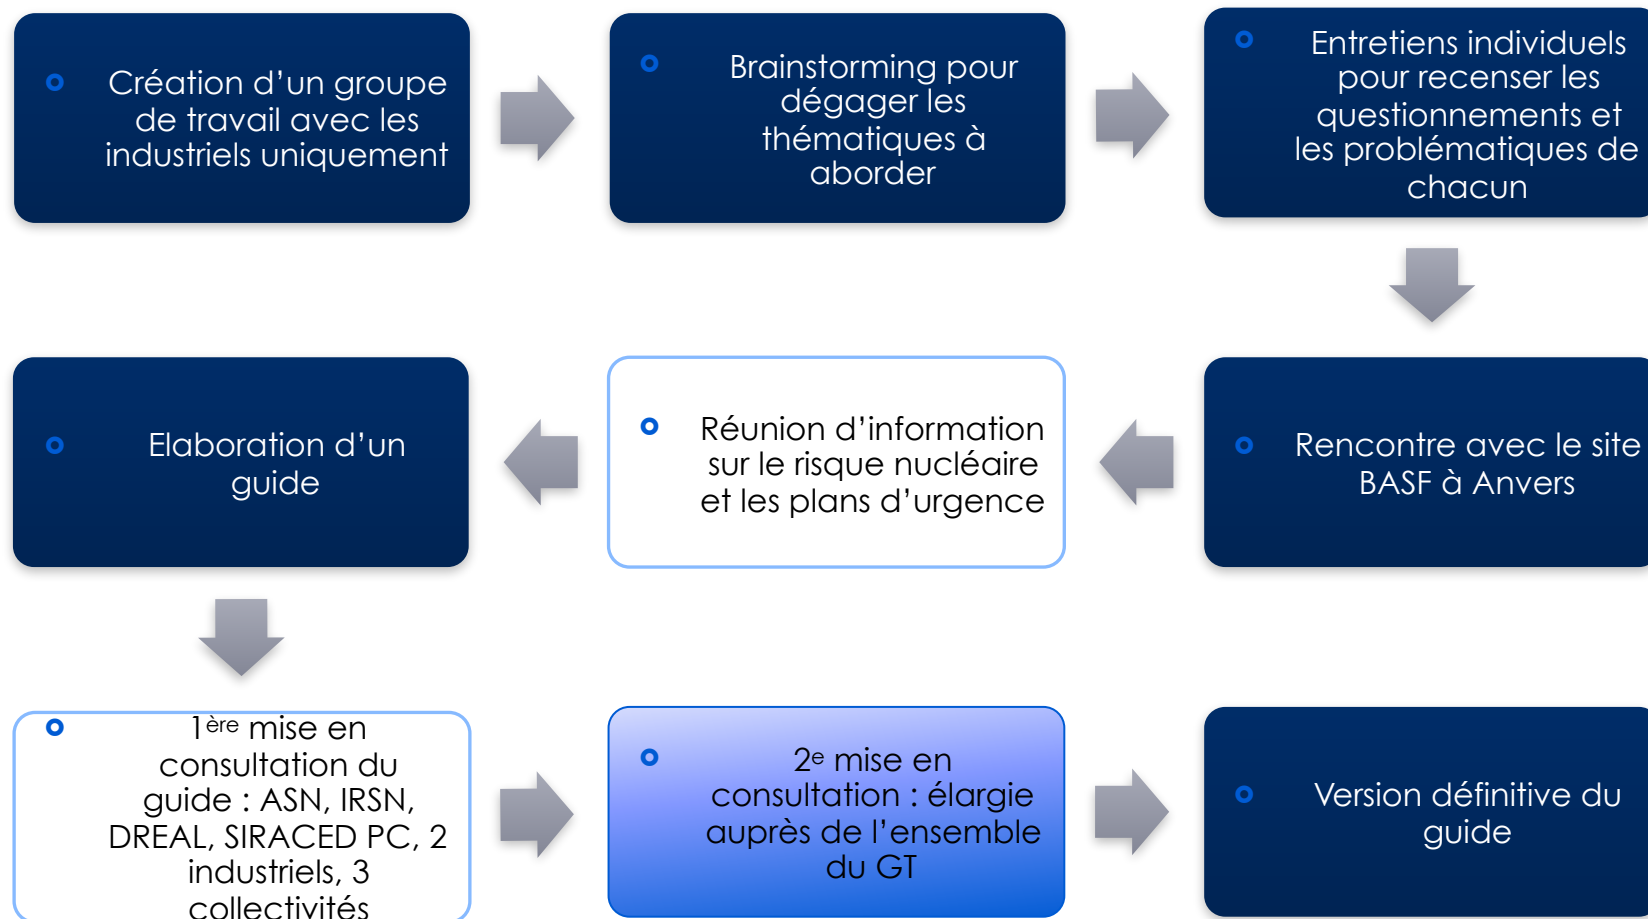 Création d’un groupe
de travail avec les
industriels uniquement
Brainstorming pour
dégager les
thématiques à
aborder
Entretiens individuels
pour recenser les
questionnements et
les problématiques de
chacun
Rencontre avec le site
BASF à Anvers
Réunion d’information
sur le risque nucléaire
et les plans d’urgence
Elaboration d’un
guide
1ère mise en
consultation du
guide : ASN, IRSN,
DREAL, SIRACED PC, 2
industriels, 3
collectivités
2e mise en
consultation : élargie
auprès de l’ensemble
du GT
Version définitive du
guide